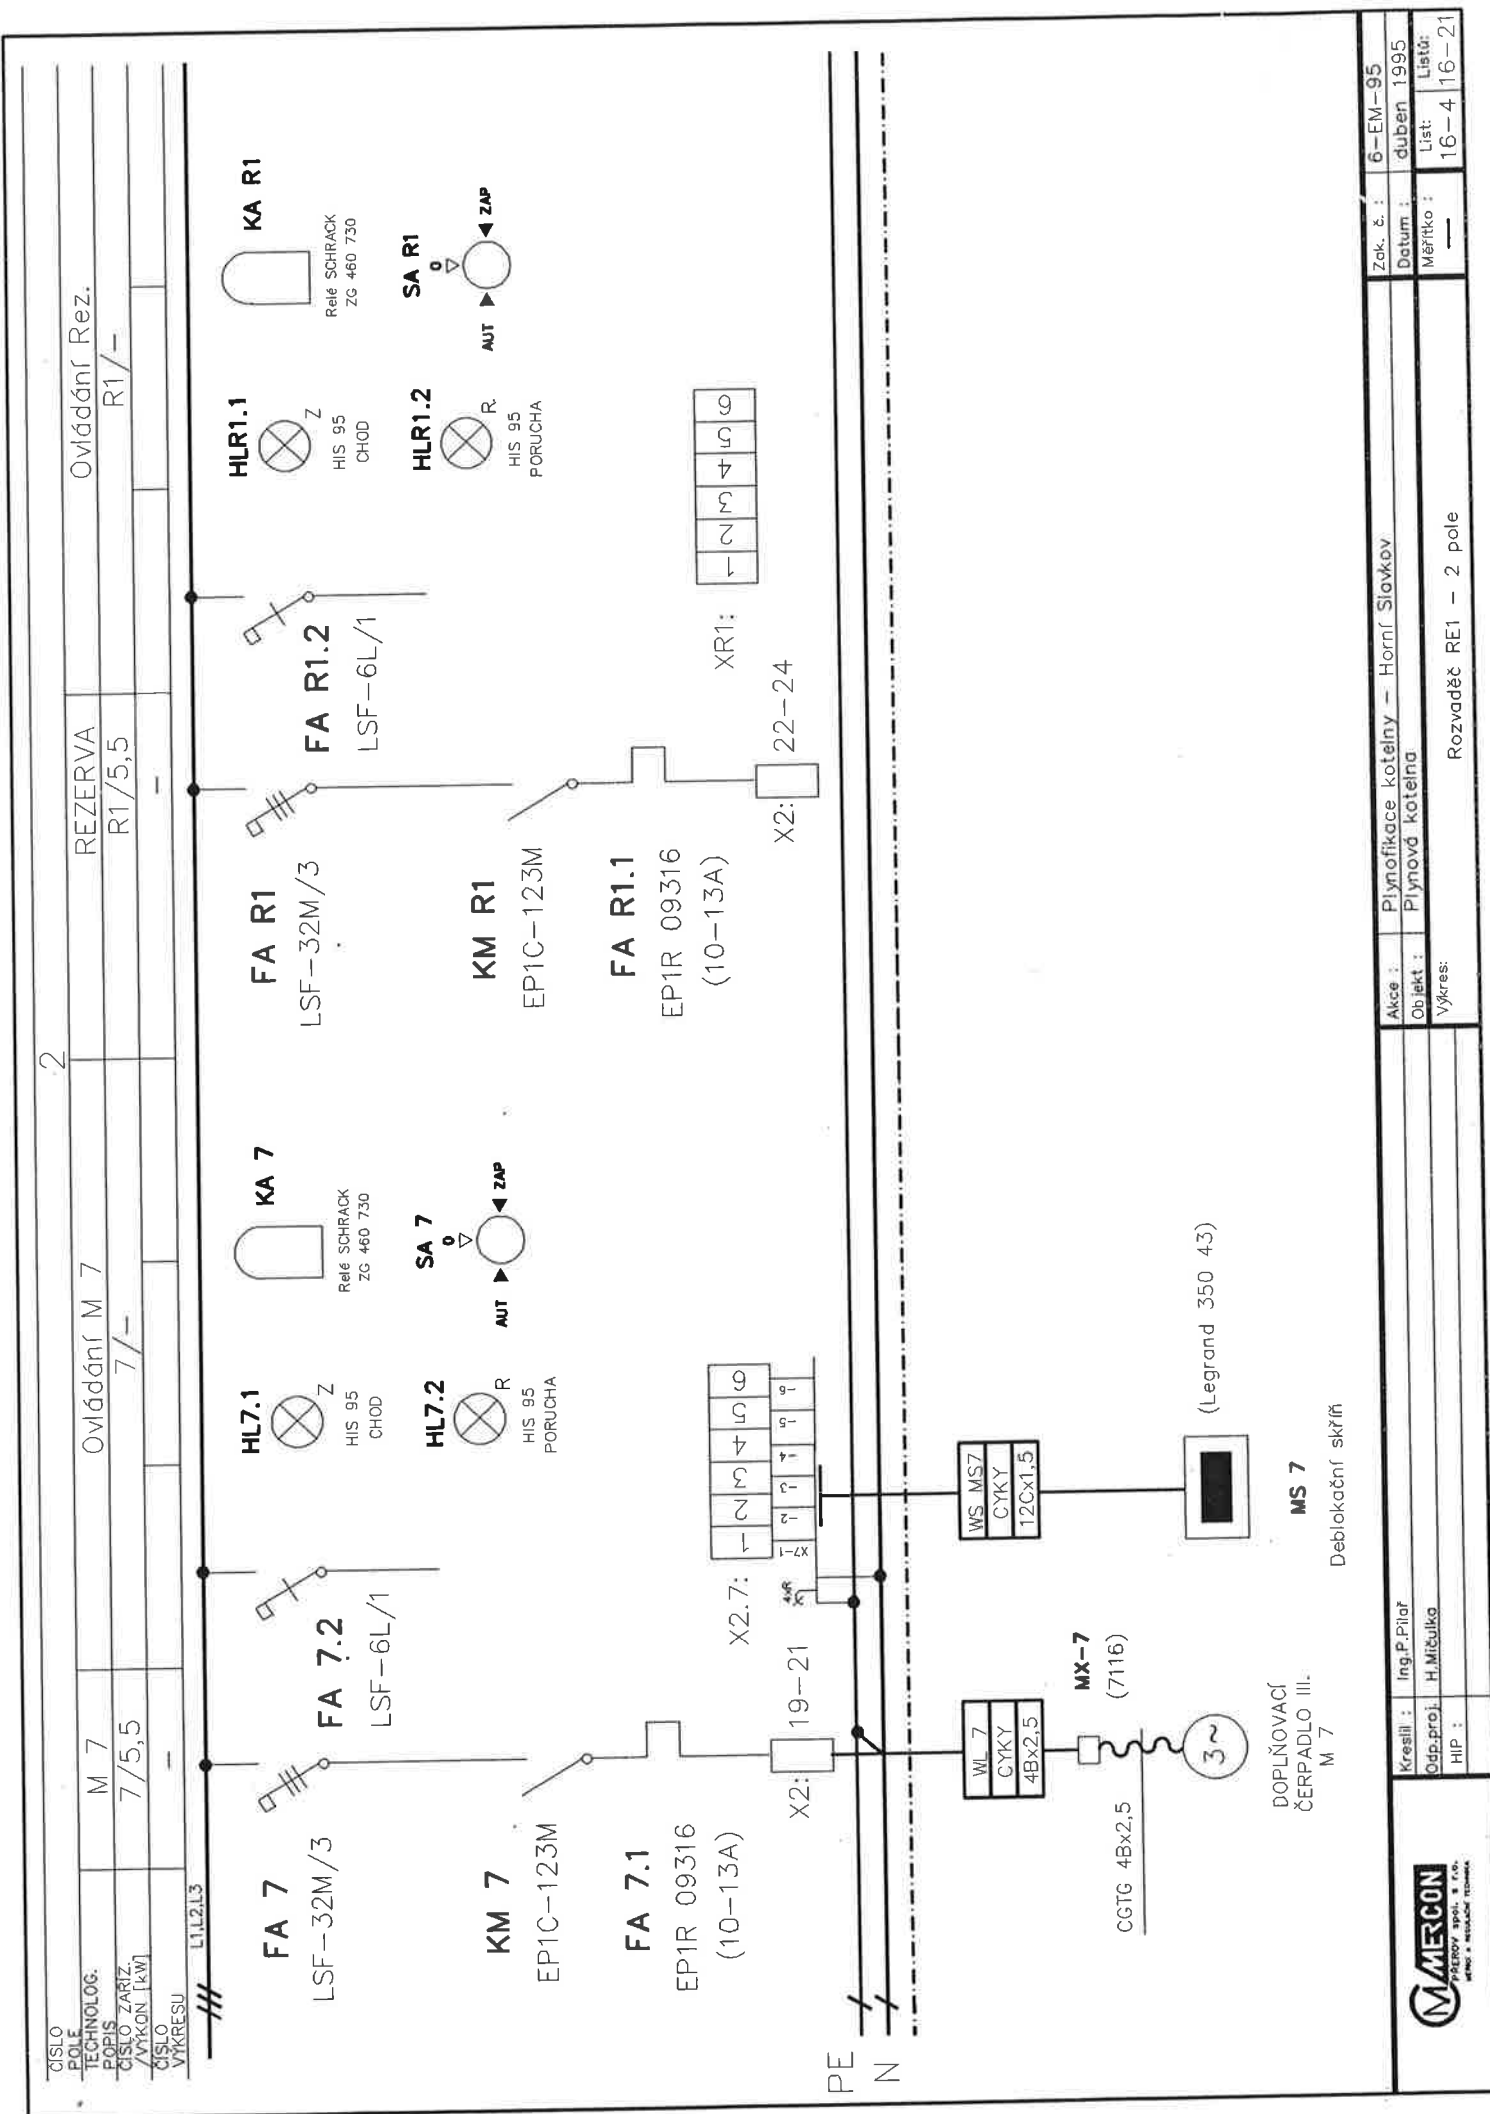 ČÍSLO
POLE
2
TECHNOLOG.
POPIS
M 7
Ovládání M 7
REZERVA
Ovládání Rez.
ČÍSLO ZAŘÍZ.
/VÝKON [kW]
7/5,5
7/-
R1/5,5
R1/-
ČÍSLO
VÝKRESU
-
-
L1,L2,L3
FA 7
LSF-32M/3
FA 7.2
LSF-6L/1
HL7.1
Z
HIS 95
CHOD
KA 7
Relé SCHRACK
ZG 460 730
FA R1
LSF-32M/3
FA R1.2
LSF-6L/1
HLR1.1
Z
HIS 95
CHOD
KA R1
Relé SCHRACK
ZG 460 730
KM 7
EP1C-123M
HL7.2
R
HIS 95
PORUCHA
SA 7
0
AUT
ZAP
KM R1
EP1C-123M
HLR1.2
R
HIS 95
PORUCHA
SA R1
0
AUT
ZAP
FA 7.1
EP1R 09316
(10-13A)
FA R1.1
EP1R 09316
(10-13A)
X2: 19-21
X2.7: 1 2 3 4 5 6
X7-1 -2 -3 -4 -5 -6
X2: 22-24
XR1: 1 2 3 4 5 6
PE
N
WL 7
CYKY
4Bx2,5
WS MS7
CYKY
12Cx1,5
MX-7
(7116)
CGTG 4Bx2,5
3~
(Legrand 350 43)
DOPLŇOVACÍ
ČERPADLO III.
M 7
MS 7
Deblokační skříň
MERCON
PŘEROV spol. s r.o.
Kreslil : Ing.P.Pilař
Odp.proj. H.Mičulka
HIP :
Akce : Plynofikace kotelny - Horní Slavkov
Objekt : Plynová kotelna
Výkres:
Rozvaděč RE1 - 2 pole
Zak. č. : 6-EM-95
Datum : duben 1995
Měřítko : —
List: 16-4
Listů: 16-21